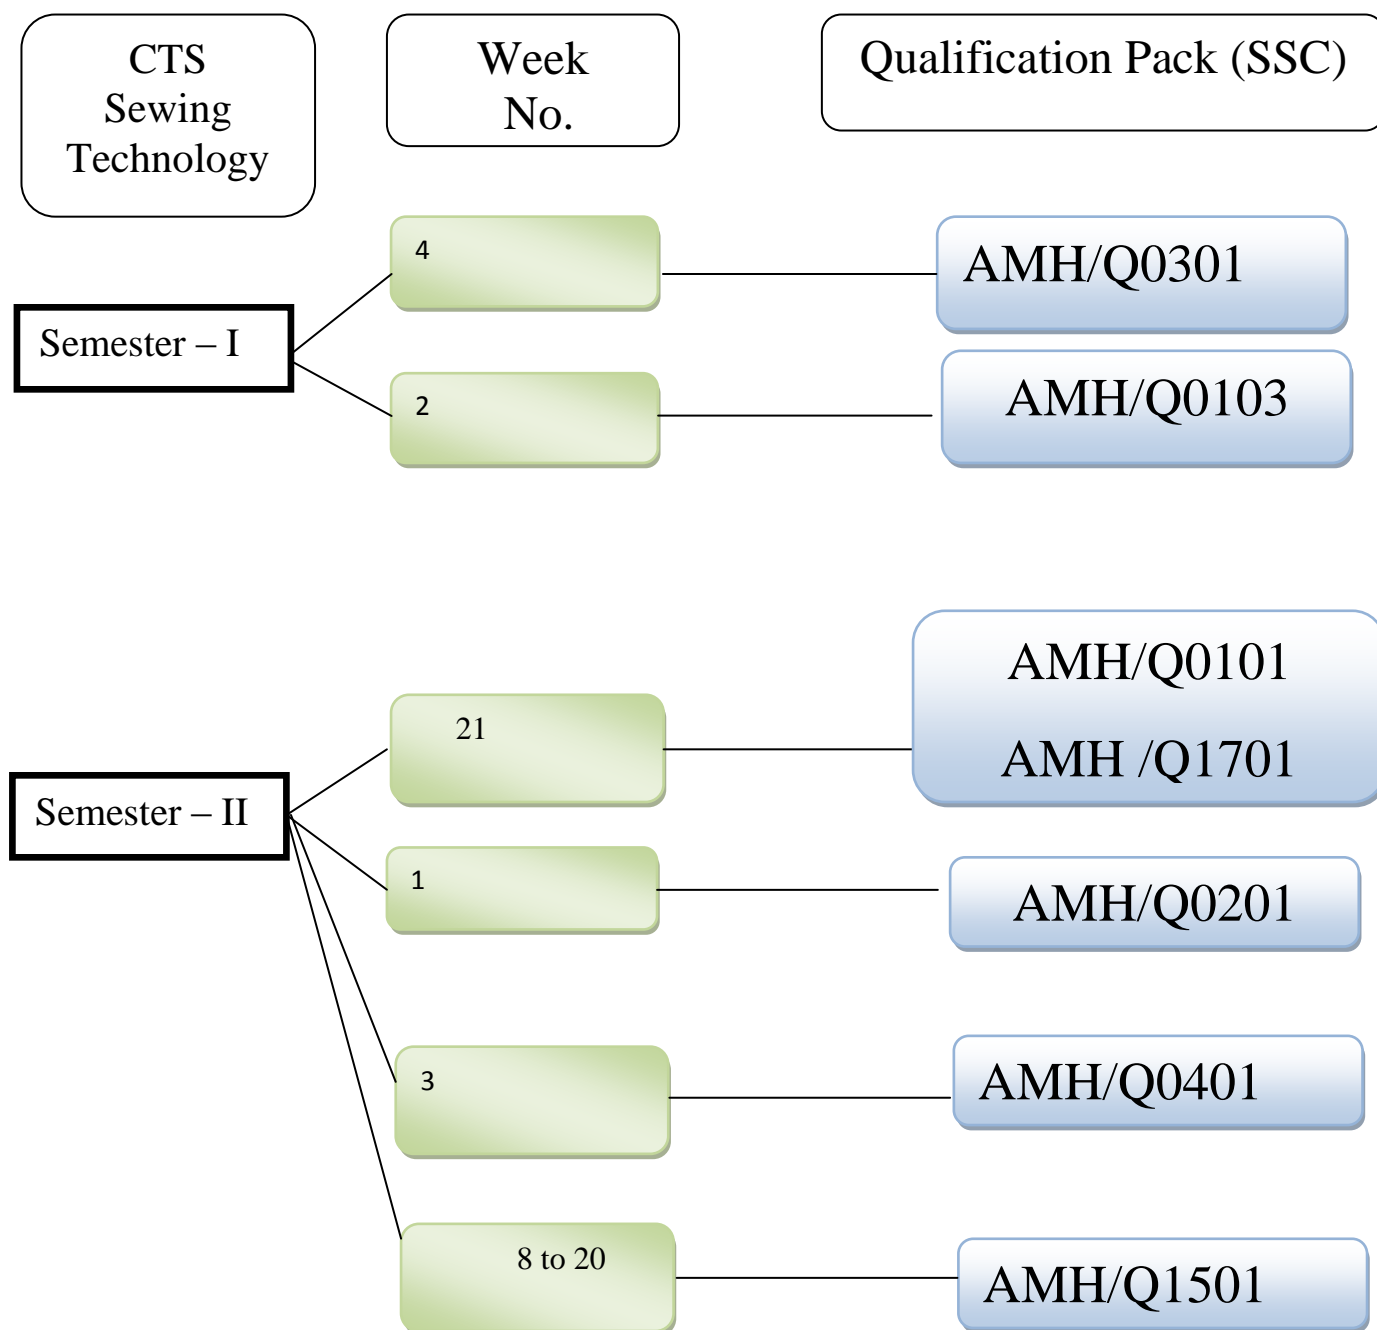 CTS
Sewing
Technology
Week
No.
Qualification Pack (SSC)
Semester – I
4
AMH/Q0301
2
AMH/Q0103
Semester – II
21
AMH/Q0101
AMH /Q1701
1
AMH/Q0201
3
AMH/Q0401
8 to 20
AMH/Q1501